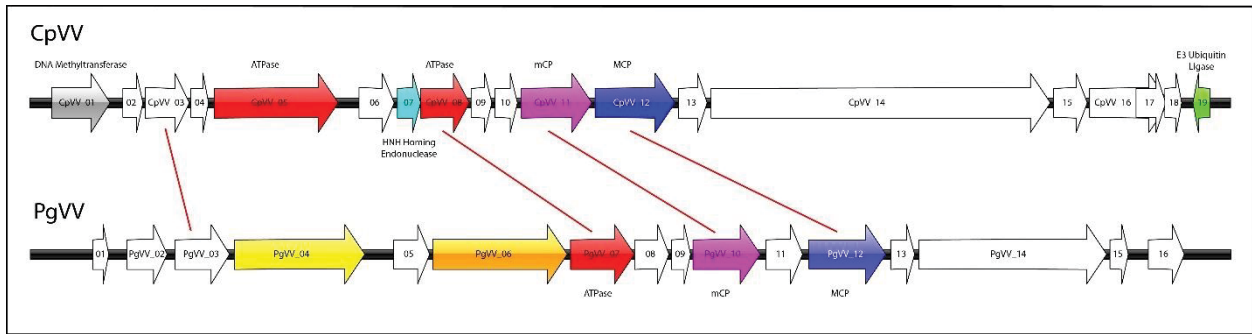 CpVV
DNA Methyltransferase
ATPase
ATPase
mCP
MCP
E3 Ubiquitin
Ligase
CpVV_01
02
CpVV_03
04
CpVV_05
06
07
CpVV_08
09
10
CpVV_11
CpVV_12
13
CpVV_14
15
CpVV_16
17
18
19
HNH Homing
Endonuclease
PgVV
01
PgVV_02
PgVV_03
PgVV_04
05
PgVV_06
PgVV_07
08
09
PgVV_10
11
PgVV_12
13
PgVV_14
15
16
ATPase
mCP
MCP